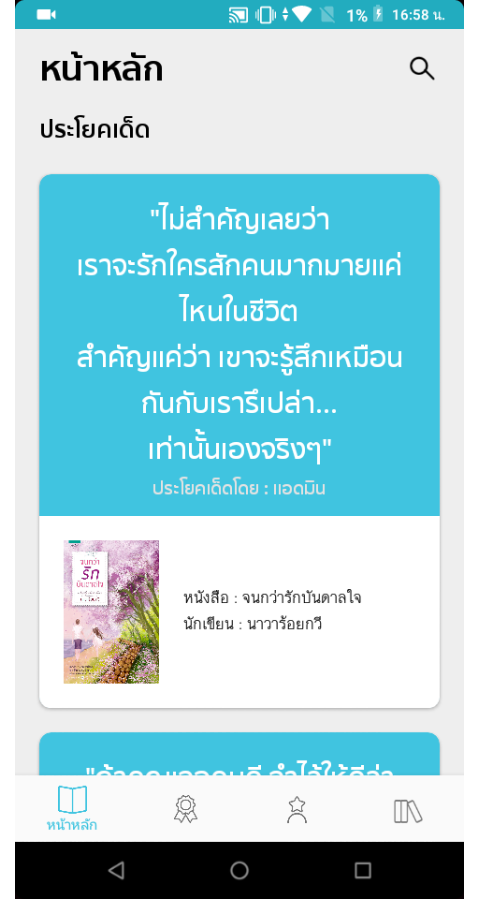 1% 16:58 น.
หน้าหลัก
ประโยคเด็ด
"ไม่สำคัญเลยว่า
เราจะรักใครสักคนมากมายแค่
ไหนในชีวิต
สำคัญแค่ว่า เขาจะรู้สึกเหมือน
กันกับเรารึเปล่า...
เท่านั้นเองจริงๆ"
ประโยคเด็ดโดย : แอดมิน
จนกว่า
รัก
บันดาลใจ
หนังสือ : จนกว่ารักบันดาลใจ
นักเขียน : นาวาร้อยกวี
หน้าหลัก